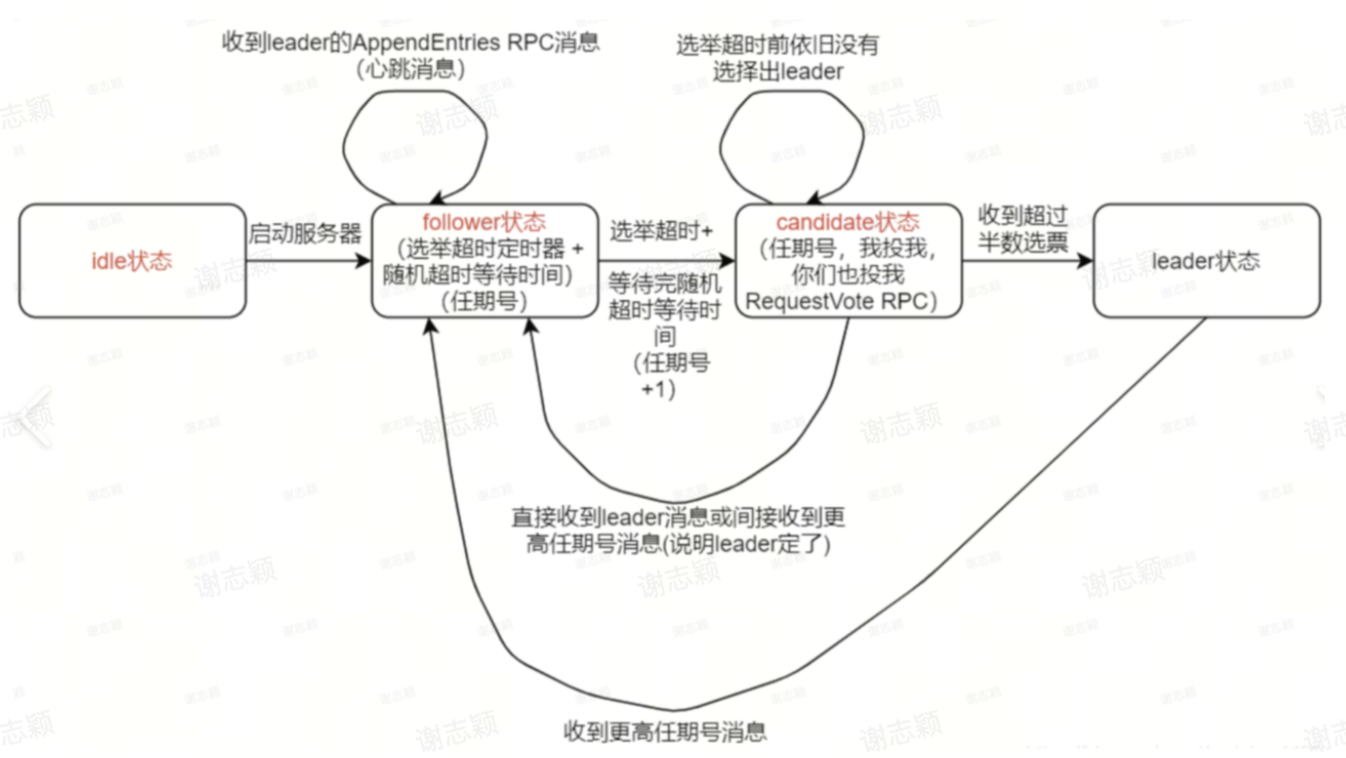 收到leader的AppendEntries RPC消息
（心跳消息）
选举超时前依旧没有
选择出leader
idle状态
启动服务器
follower状态
（选举超时定时器 +
随机超时等待时间）
（任期号）
选举超时+
等待完随机
超时等待时
间
（任期号
+1）
candidate状态
（任期号，我投我，
你们也投我
RequestVote RPC）
收到超过
半数选票
leader状态
直接收到leader消息或间接收到更
高任期号消息(说明leader定了)
收到更高任期号消息
谢志颖